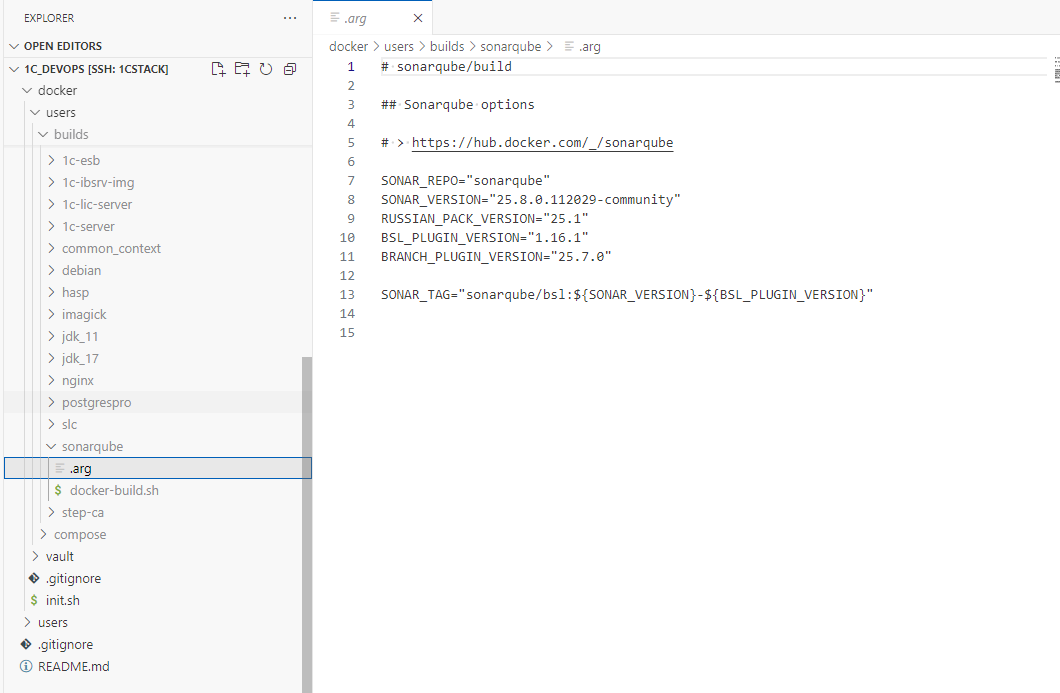 EXPLORER
OPEN EDITORS
1C_DEVOPS [SSH: 1CSTACK]
docker
users
builds
1c-esb
1c-ibsrv-img
1c-lic-server
1c-server
common_context
debian
hasp
imagick
jdk_11
jdk_17
nginx
postgrespro
slc
sonarqube
.arg
$ docker-build.sh
step-ca
compose
vault
.gitignore
$ init.sh
users
.gitignore
README.md
.arg
docker > users > builds > sonarqube > .arg
1 # sonarqube/build
2
3 ## Sonarqube options
4
5 # > https://hub.docker.com/_/sonarqube
6
7 SONAR_REPO="sonarqube"
8 SONAR_VERSION="25.8.0.112029-community"
9 RUSSIAN_PACK_VERSION="25.1"
10 BSL_PLUGIN_VERSION="1.16.1"
11 BRANCH_PLUGIN_VERSION="25.7.0"
12
13 SONAR_TAG="sonarqube/bsl:${SONAR_VERSION}-${BSL_PLUGIN_VERSION}"
14
15